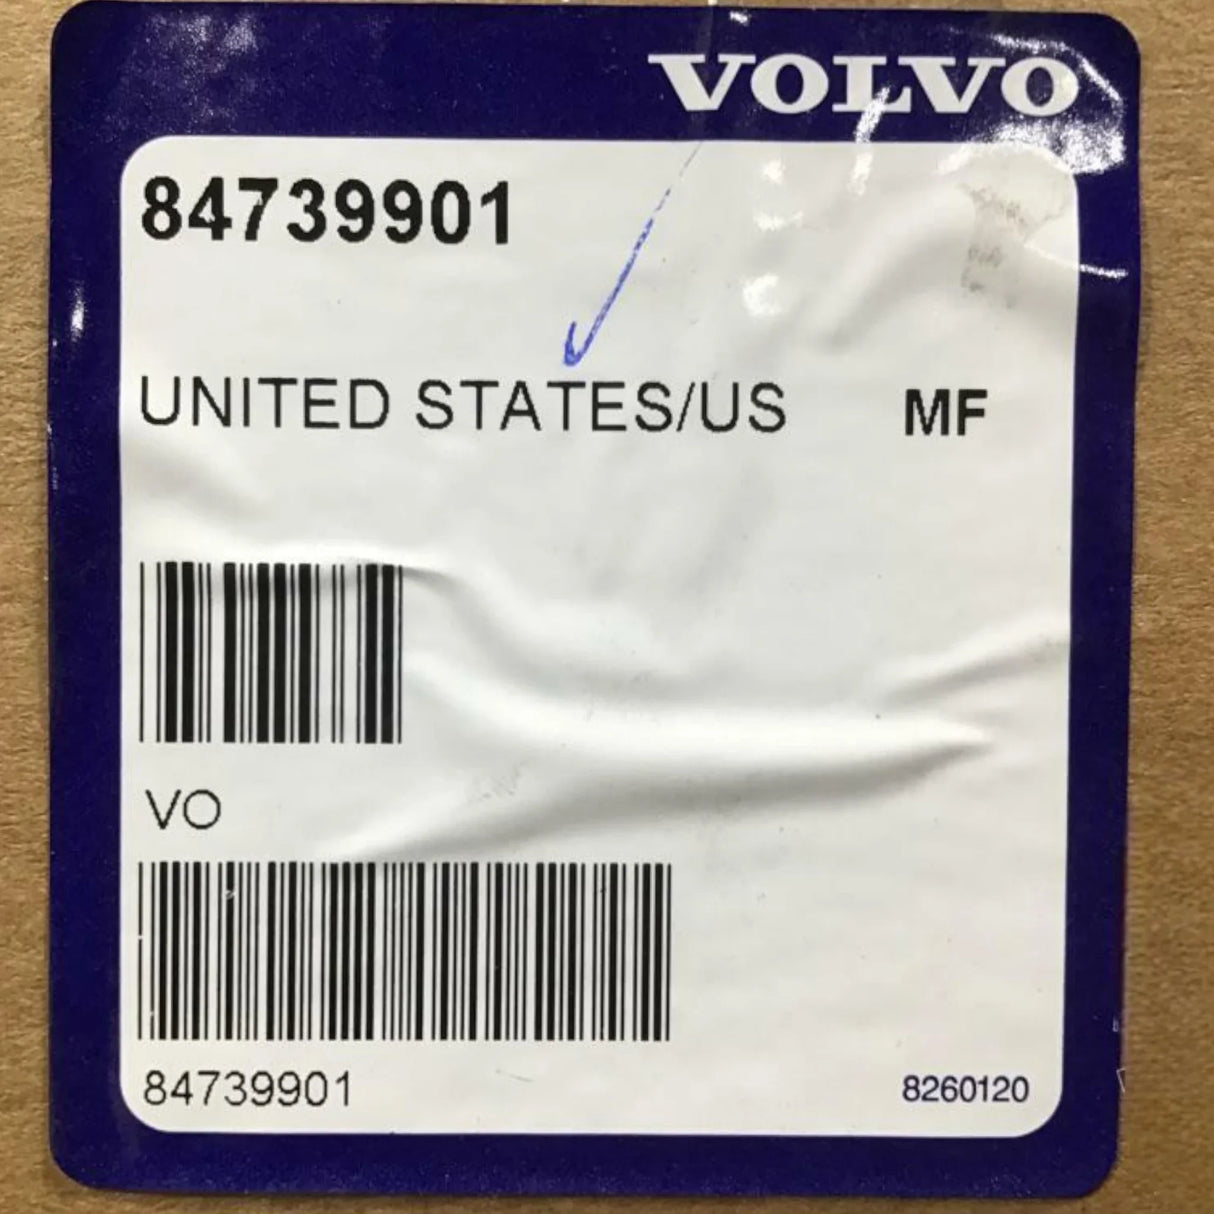 VOLVO
84739901
UNITED STATES/US MF
VO
84739901 8260120